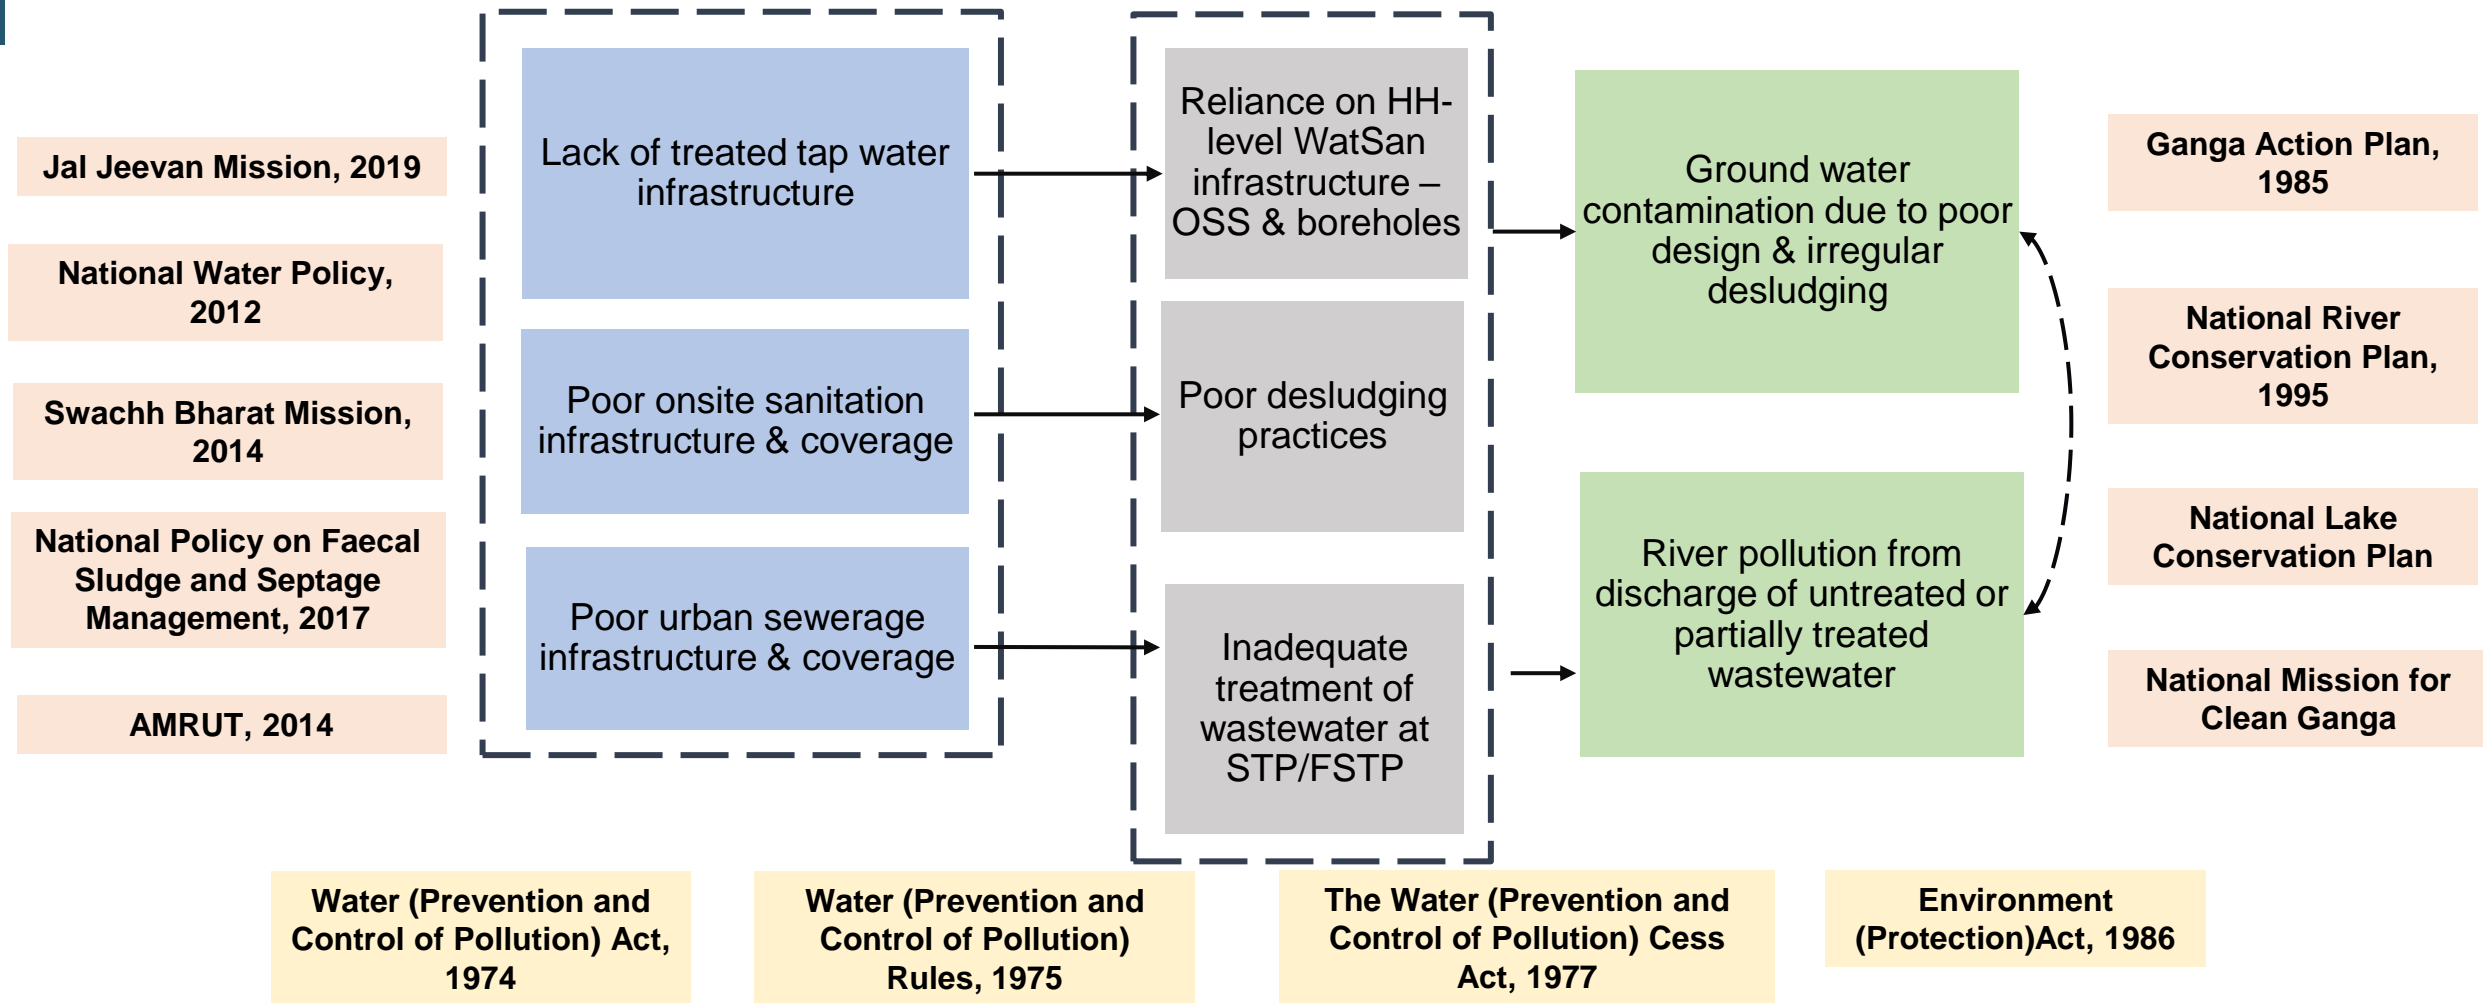 Jal Jeevan Mission, 2019
National Water Policy,
2012
Swachh Bharat Mission,
2014
National Policy on Faecal
Sludge and Septage
Management, 2017
AMRUT, 2014
Lack of treated tap water
infrastructure
Poor onsite sanitation
infrastructure & coverage
Poor urban sewerage
infrastructure & coverage
Reliance on HH-
level WatSan
infrastructure –
OSS & boreholes
Poor desludging
practices
Inadequate
treatment of
wastewater at
STP/FSTP
Ground water
contamination due to poor
design & irregular
desludging
River pollution from
discharge of untreated or
partially treated
wastewater
Ganga Action Plan,
1985
National River
Conservation Plan,
1995
National Lake
Conservation Plan
National Mission for
Clean Ganga
Water (Prevention and
Control of Pollution) Act,
1974
Water (Prevention and
Control of Pollution)
Rules, 1975
The Water (Prevention and
Control of Pollution) Cess
Act, 1977
Environment
(Protection)Act, 1986